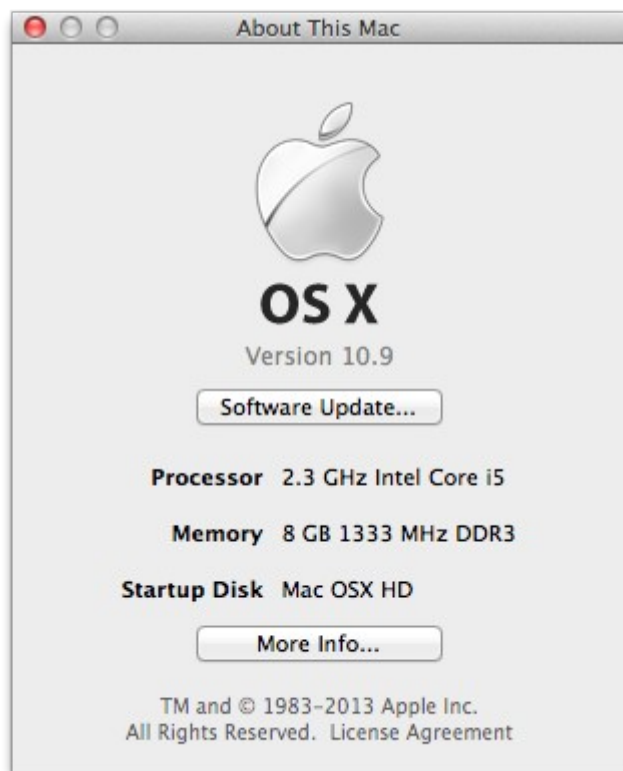 About This Mac
OS X
Version 10.9
Software Update...
Processor 2.3 GHz Intel Core i5
Memory 8 GB 1333 MHz DDR3
Startup Disk Mac OSX HD
More Info...
TM and © 1983–2013 Apple Inc.
All Rights Reserved. License Agreement